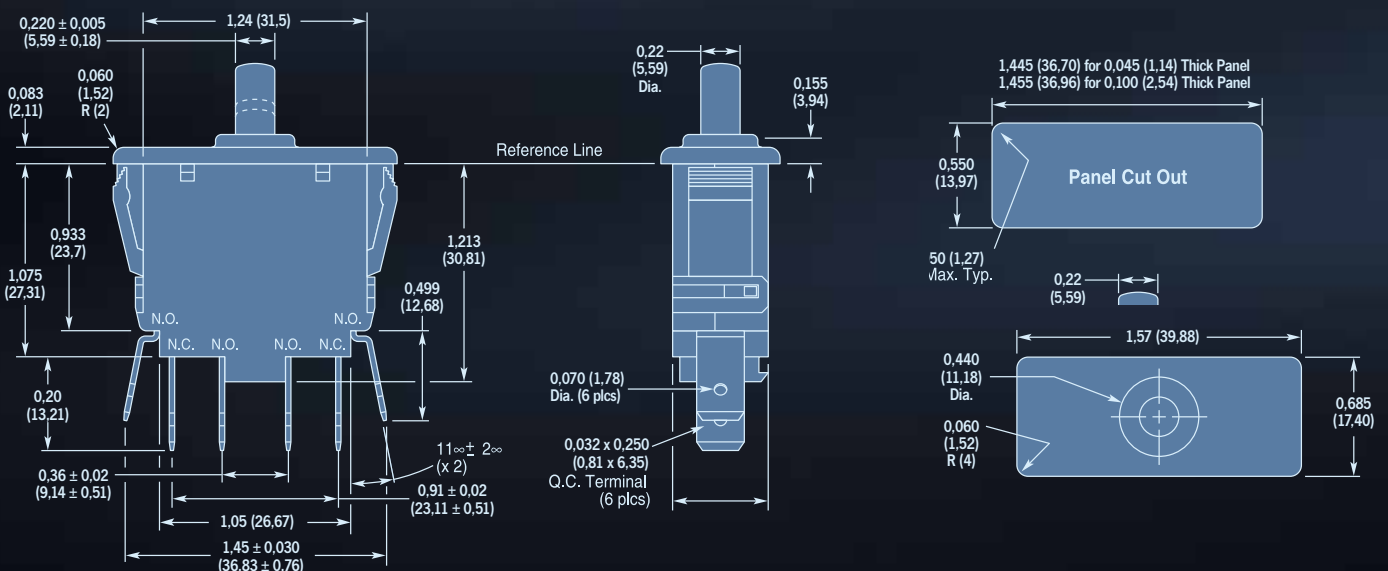 0,220 ± 0,005
(5,59 ± 0,18)
1,24 (31,5)
0,060
(1,52)
R (2)
0,083
(2,11)
0,933
(23,7)
1,075
(27,31)
1,213
(30,81)
0,499
(12,68)
N.O.
N.O.
N.C.
N.O.
N.O.
N.C.
0,20
(13,21)
11∞± 2∞
(x 2)
0,36 ± 0,02
(9,14 ± 0,51)
0,91 ± 0,02
(23,11 ± 0,51)
1,05 (26,67)
1,45 ± 0,030
(36,83 ± 0,76)
Reference Line
0,22
(5,59)
Dia.
0,155
(3,94)
0,070 (1,78)
Dia. (6 plcs)
0,032 x 0,250
(0,81 x 6,35)
Q.C. Terminal
(6 plcs)
1,445 (36,70) for 0,045 (1,14) Thick Panel
1,455 (36,96) for 0,100 (2,54) Thick Panel
0,550
(13,97)
Panel Cut Out
50 (1,27)
Max. Typ.
0,22
(5,59)
1,57 (39,88)
0,440
(11,18)
Dia.
0,060
(1,52)
R (4)
0,685
(17,40)